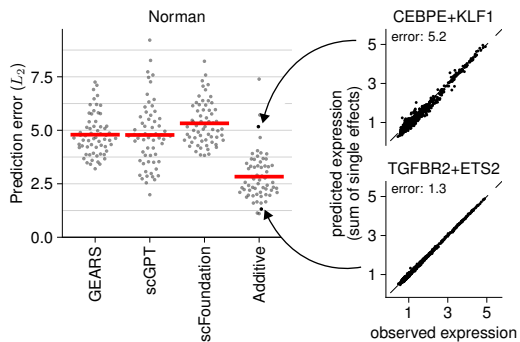 Norman
Prediction error (L2)
7.5
5.0
2.5
0.0
GEARS
scGPT
scFoundation
Additive
predicted expression
(sum of single effects)
CEBPE+KLF1
error: 5.2
5
3
1
TGFBR2+ETS2
error: 1.3
5
3
1
1 3 5
observed expression